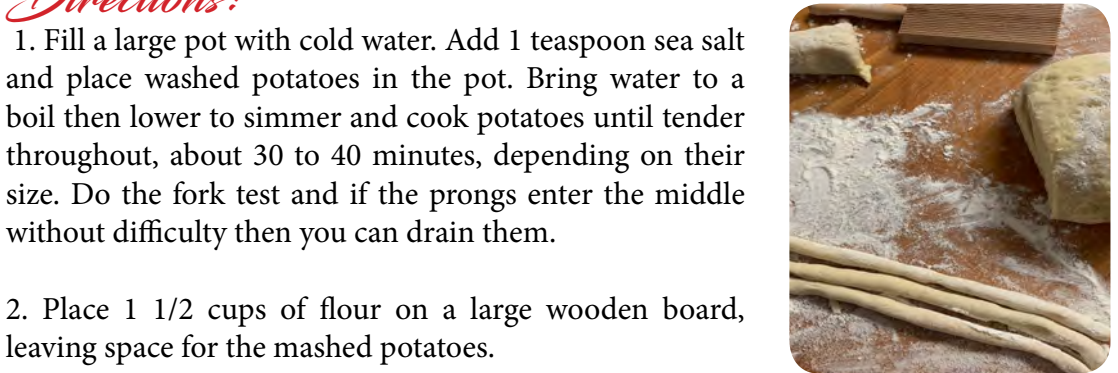 Directions:
1. Fill a large pot with cold water. Add 1 teaspoon sea salt
and place washed potatoes in the pot. Bring water to a
boil then lower to simmer and cook potatoes until tender
throughout, about 30 to 40 minutes, depending on their
size. Do the fork test and if the prongs enter the middle
without difficulty then you can drain them.
2. Place 1 1/2 cups of flour on a large wooden board,
leaving space for the mashed potatoes.